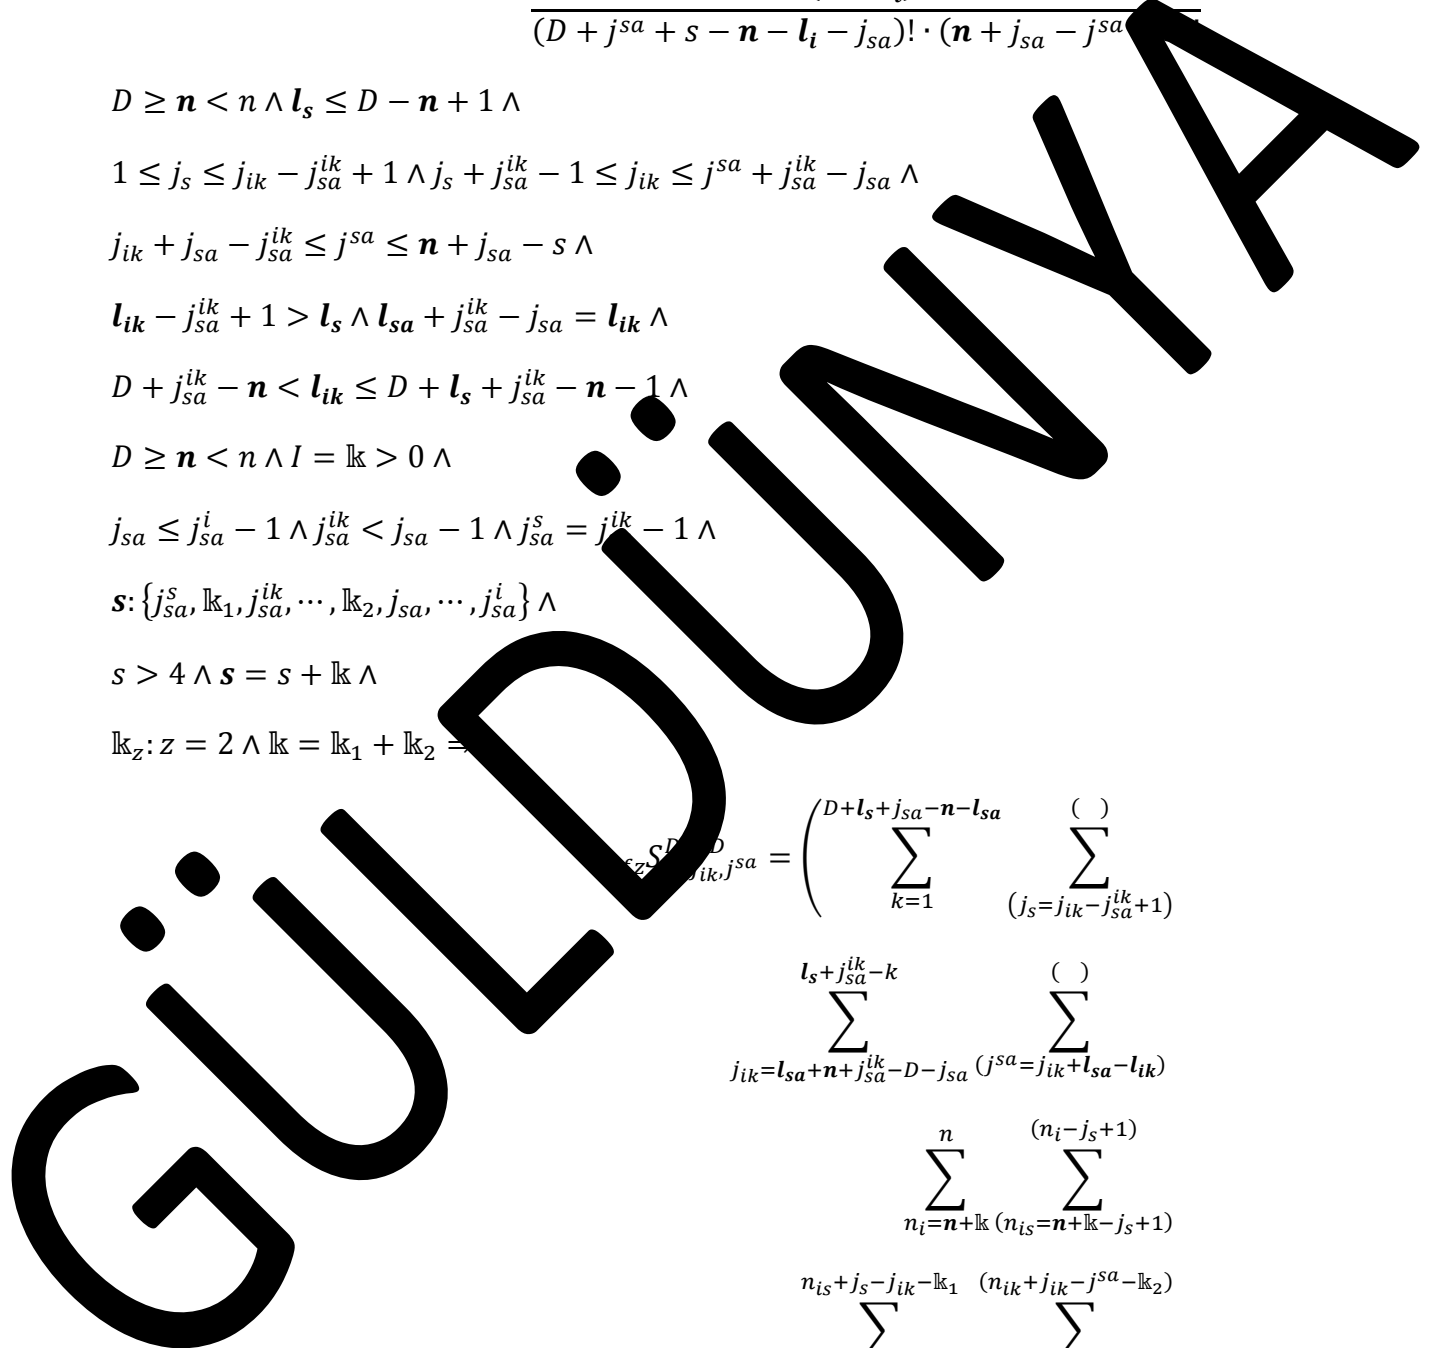 (D + j^{sa} + s − n − l_i − j_{sa})! · (n + j_{sa} − j^{sa}
D ≥ n < n ∧ l_s ≤ D − n + 1 ∧
1 ≤ j_s ≤ j_{ik} − j_{sa}^{ik} + 1 ∧ j_s + j_{sa}^{ik} − 1 ≤ j_{ik} ≤ j^{sa} + j_{sa}^{ik} − j_{sa} ∧
j_{ik} + j_{sa} − j_{sa}^{ik} ≤ j^{sa} ≤ n + j_{sa} − s ∧
l_{ik} − j_{sa}^{ik} + 1 > l_s ∧ l_{sa} + j_{sa}^{ik} − j_{sa} = l_{ik} ∧
D + j_{sa}^{ik} − n < l_{ik} ≤ D + l_s + j_{sa}^{ik} − n − 1 ∧
D ≥ n < n ∧ I = 𝕜 > 0 ∧
j_{sa} ≤ j_{sa}^{i} − 1 ∧ j_{sa}^{ik} < j_{sa} − 1 ∧ j_{sa}^{s} = j_{sa}^{ik} − 1 ∧
s: {j_{sa}^{s}, 𝕜_1, j_{sa}^{ik}, ⋯, 𝕜_2, j_{sa}, ⋯, j_{sa}^{i}} ∧
s > 4 ∧ s = s + 𝕜 ∧
𝕜_z: z = 2 ∧ 𝕜 = 𝕜_1 + 𝕜_2 ⇒
D+l_s+j_{sa}−n−l_{sa} ( )
S j_{ik},j^{sa} = ( ∑ ∑
k=1 (j_s=j_{ik}−j_{sa}^{ik}+1)
l_s+j_{sa}^{ik}−k ( )
∑ ∑
j_{ik}=l_{sa}+n+j_{sa}^{ik}−D−j_{sa} (j^{sa}=j_{ik}+l_{sa}−l_{ik})
n (n_i−j_s+1)
∑ ∑
n_i=n+𝕜 (n_{is}=n+𝕜−j_s+1)
n_{is}+j_s−j_{ik}−𝕜_1 (n_{ik}+j_{ik}−j^{sa}−𝕜_2)
∑ ∑
GÜLDÜNYA